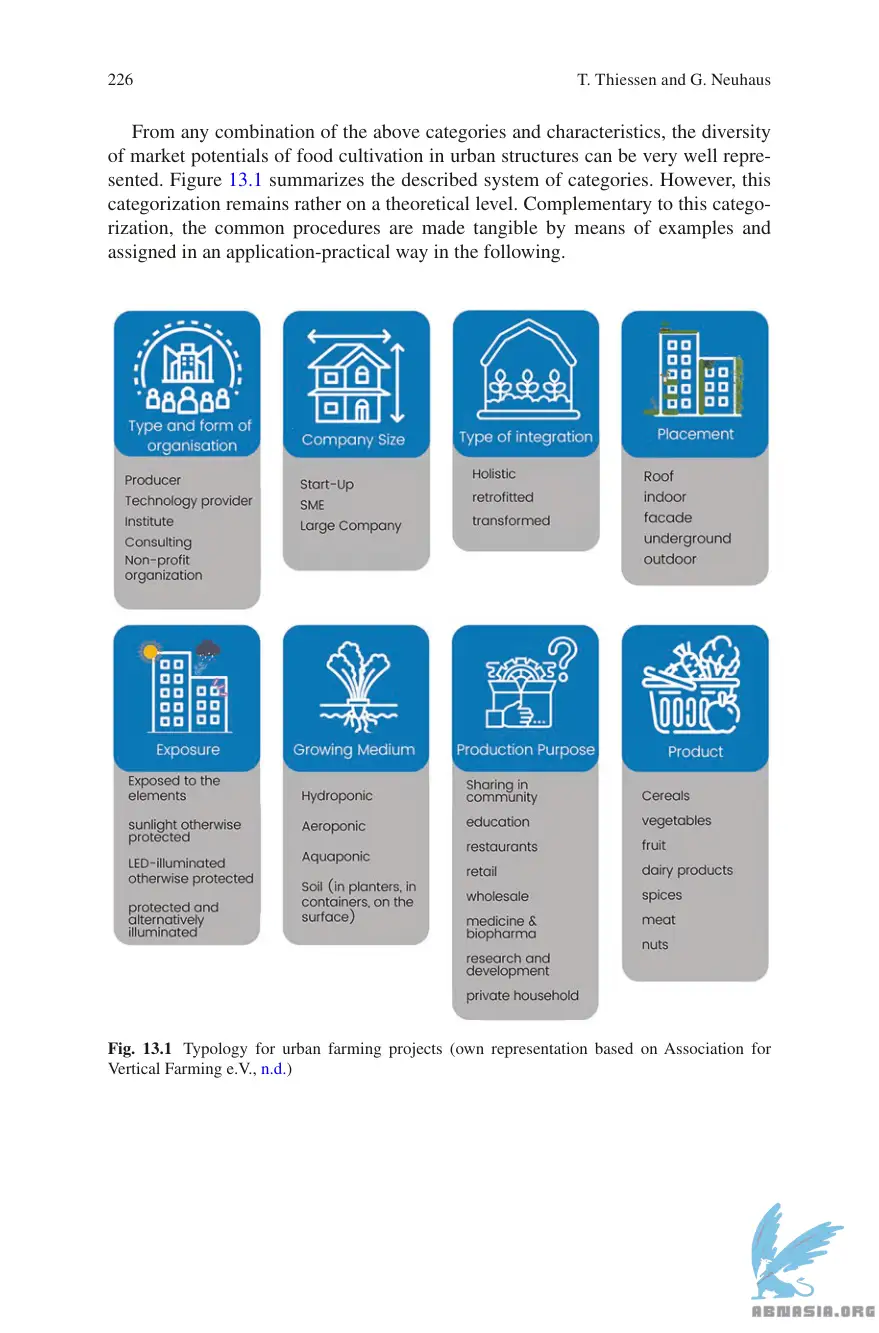 226
T. Thiessen and G. Neuhaus
From any combination of the above categories and characteristics, the diversity
of market potentials of food cultivation in urban structures can be very well repre-
sented. Figure 13.1 summarizes the described system of categories. However, this
categorization remains rather on a theoretical level. Complementary to this catego-
rization, the common procedures are made tangible by means of examples and
assigned in an application-practical way in the following.
Type and form of
organisation
Producer
Technology provider
Institute
Consulting
Non-profit
organization
Company Size
Start-Up
SME
Large Company
Type of integration
Holistic
retrofitted
transformed
Placement
Roof
indoor
facade
underground
outdoor
Exposure
Exposed to the
elements
sunlight otherwise
protected
LED-illuminated
otherwise protected
protected and
alternatively
illuminated
Growing Medium
Hydroponic
Aeroponic
Aquaponic
Soil (in planters, in
containers, on the
surface)
Production Purpose
Sharing in
community
education
restaurants
retail
wholesale
medicine &
biopharma
research and
development
private household
Product
Cereals
vegetables
fruit
dairy products
spices
meat
nuts
Fig. 13.1 Typology for urban farming projects (own representation based on Association for
Vertical Farming e.V., n.d.)
ABNASIA.ORG